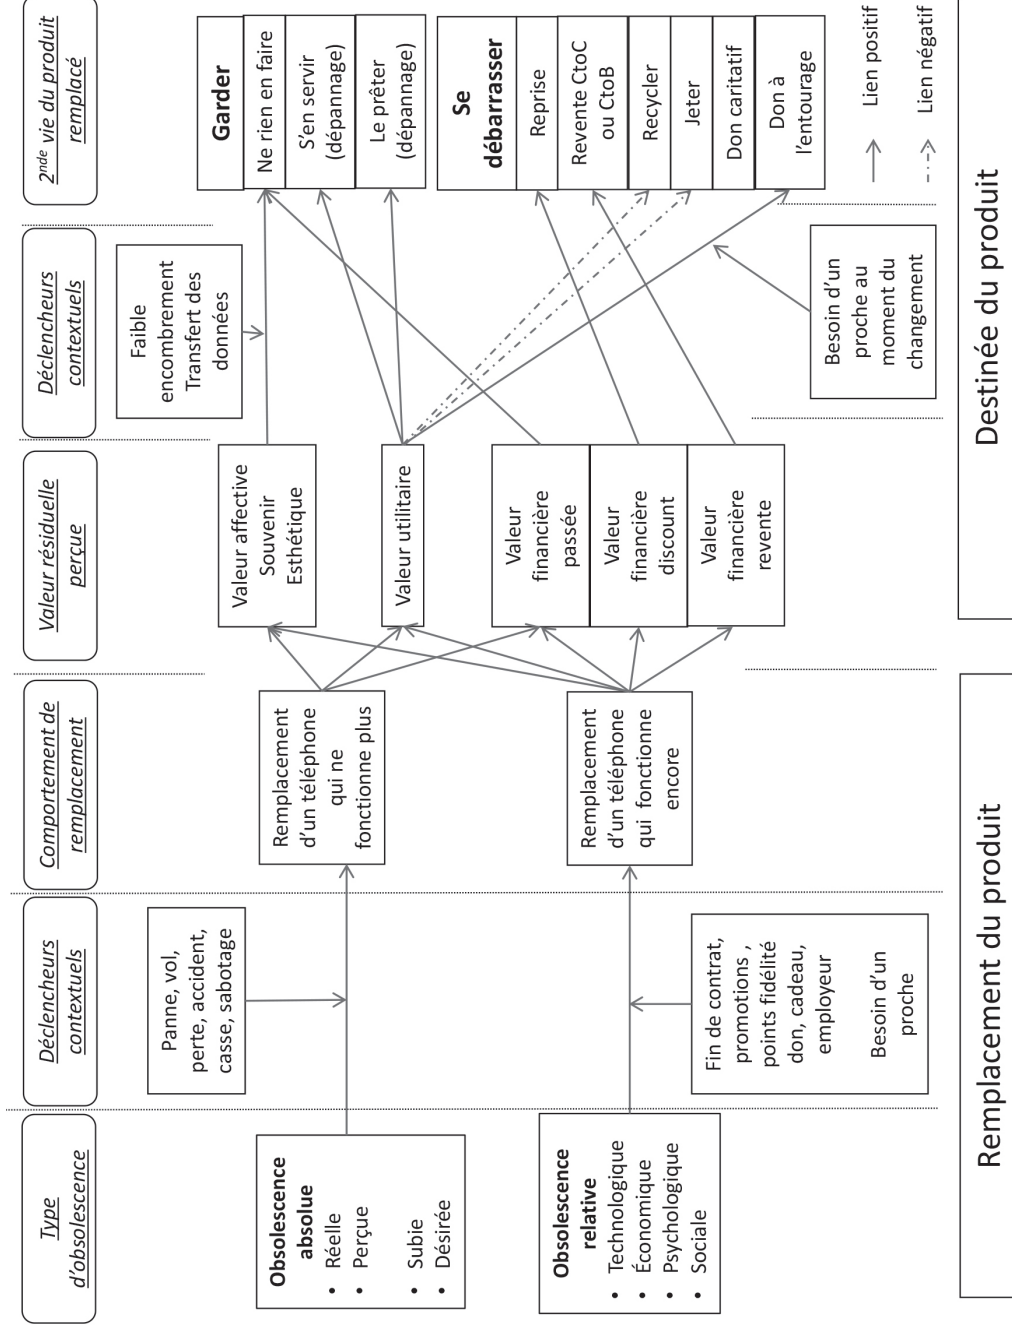 Type
d'obsolescence
Déclencheurs
contextuels
Comportement de
remplacement
Valeur résiduelle
perçue
Déclencheurs
contextuels
2nde vie du produit
remplacé
Obsolescence
absolue
• Réelle
• Perçue
• Subie
• Désirée
Obsolescence
relative
• Technologique
• Économique
• Psychologique
• Sociale
Panne, vol,
perte, accident,
casse, sabotage
Fin de contrat,
promotions ,
points fidélité
don, cadeau,
employeur
Besoin d'un
proche
Remplacement
d'un téléphone
qui ne
fonctionne plus
Remplacement
d'un téléphone
qui fonctionne
encore
Valeur affective
Souvenir
Esthétique
Valeur utilitaire
Valeur
financière
passée
Valeur
financière
discount
Valeur
financière
revente
Faible
encombrement
Transfert des
données
Besoin d'un
proche au
moment du
changement
Garder
Ne rien en faire
S'en servir
(dépannage)
Le prêter
(dépannage)
Se
débarrasser
Reprise
Revente CtoC
ou CtoB
Recycler
Jeter
Don caritatif
Don à
l'entourage
Lien positif
Lien négatif
Remplacement du produit
Destinée du produit